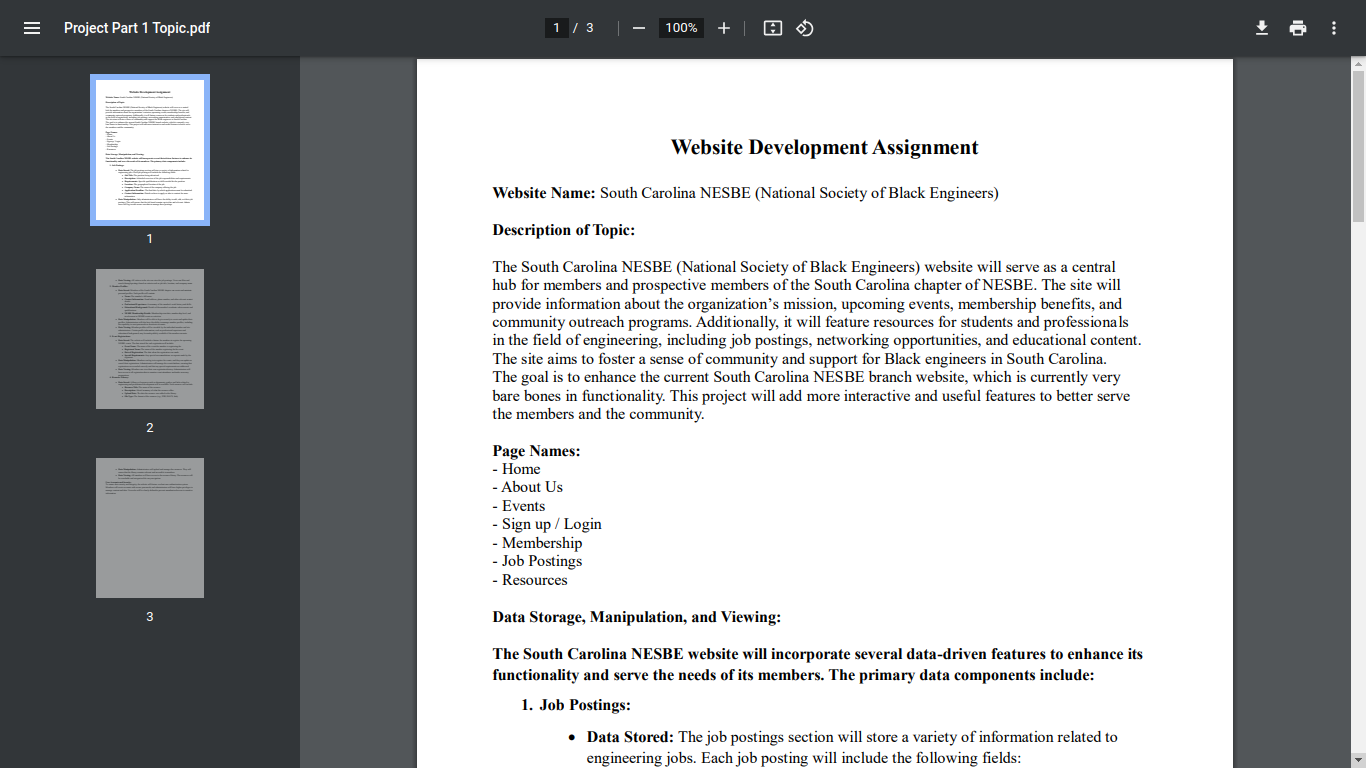 Project Part 1 Topic.pdf
1 / 3
100%
1
2
3
Website Development Assignment
Website Name: South Carolina NESBE (National Society of Black Engineers)
Description of Topic:
The South Carolina NESBE (National Society of Black Engineers) website will serve as a central
hub for members and prospective members of the South Carolina chapter of NESBE. The site will
provide information about the organization’s mission, upcoming events, membership benefits, and
community outreach programs. Additionally, it will feature resources for students and professionals
in the field of engineering, including job postings, networking opportunities, and educational content.
The site aims to foster a sense of community and support for Black engineers in South Carolina.
The goal is to enhance the current South Carolina NESBE branch website, which is currently very
bare bones in functionality. This project will add more interactive and useful features to better serve
the members and the community.
Page Names:
- Home
- About Us
- Events
- Sign up / Login
- Membership
- Job Postings
- Resources
Data Storage, Manipulation, and Viewing:
The South Carolina NESBE website will incorporate several data-driven features to enhance its
functionality and serve the needs of its members. The primary data components include:
1. Job Postings:
• Data Stored: The job postings section will store a variety of information related to
engineering jobs. Each job posting will include the following fields: